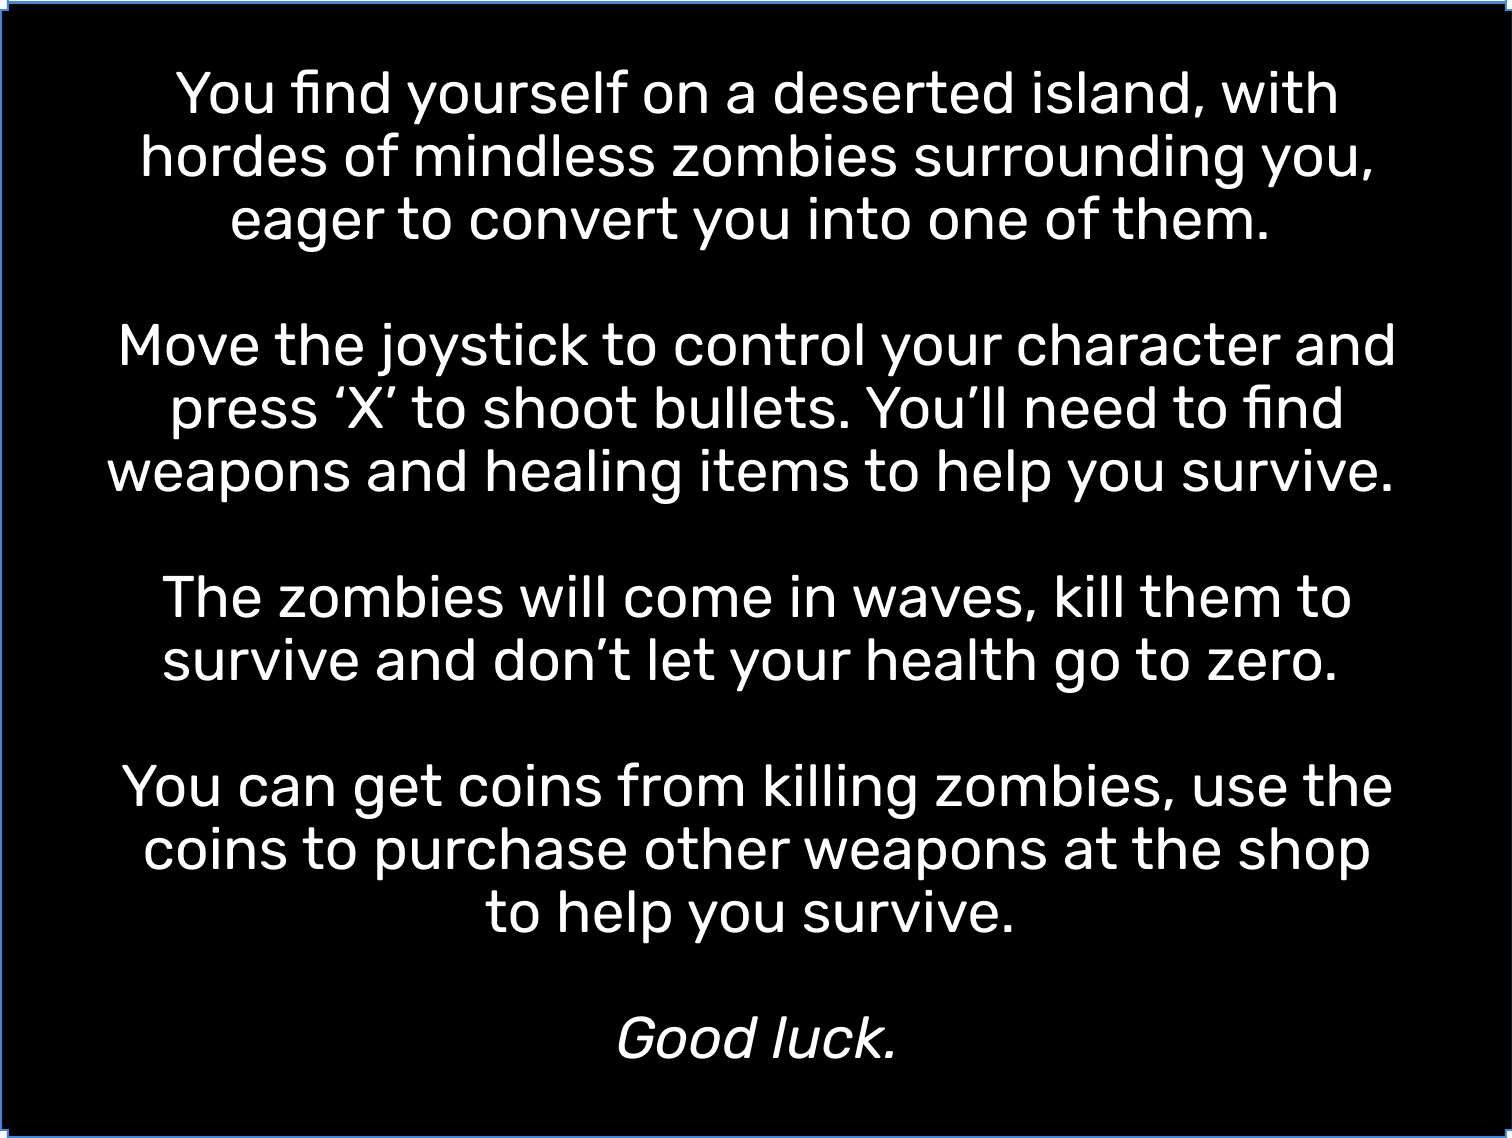 You find yourself on a deserted island, with
hordes of mindless zombies surrounding you,
eager to convert you into one of them.
Move the joystick to control your character and
press ‘X’ to shoot bullets. You’ll need to find
weapons and healing items to help you survive.
The zombies will come in waves, kill them to
survive and don’t let your health go to zero.
You can get coins from killing zombies, use the
coins to purchase other weapons at the shop
to help you survive.
Good luck.